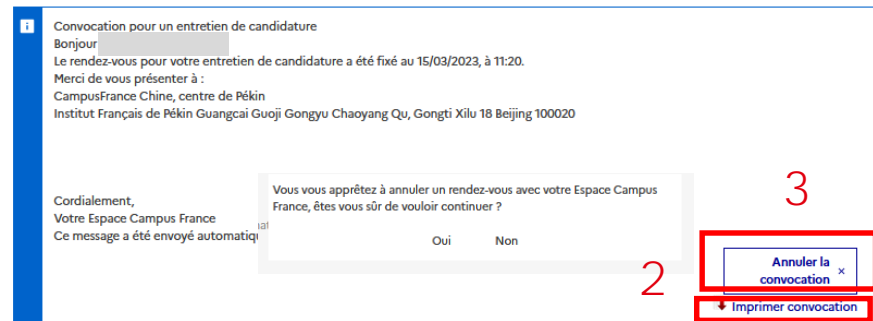 i
Convocation pour un entretien de candidature
Bonjour
Le rendez-vous pour votre entretien de candidature a été fixé au 15/03/2023, à 11:20.
Merci de vous présenter à :
CampusFrance Chine, centre de Pékin
Institut Français de Pékin Guangcai Guoji Gongyu Chaoyang Qu, Gongti Xilu 18 Beijing 100020
Cordialement,
Votre Espace Campus France
Ce message a été envoyé
Vous vous apprêtez à annuler un rendez-vous avec votre Espace Campus
France, êtes vous sûr de vouloir continuer ?
Oui Non
3
Annuler la
convocation ×
2
Imprimer convocation